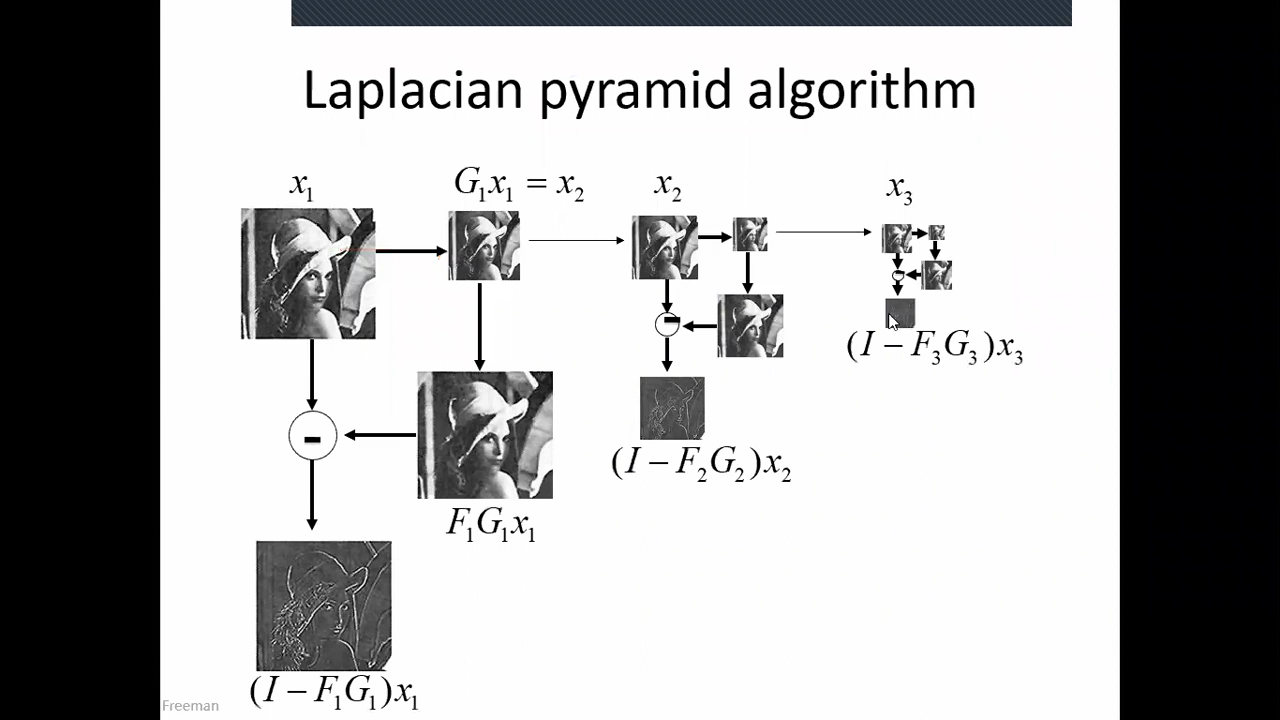 Laplacian pyramid algorithm
x₁
G₁x₁ = x₂
x₂
x₃
-
-
-
F₁G₁x₁
(I − F₃G₃)x₃
(I − F₂G₂)x₂
(I − F₁G₁)x₁
Freeman